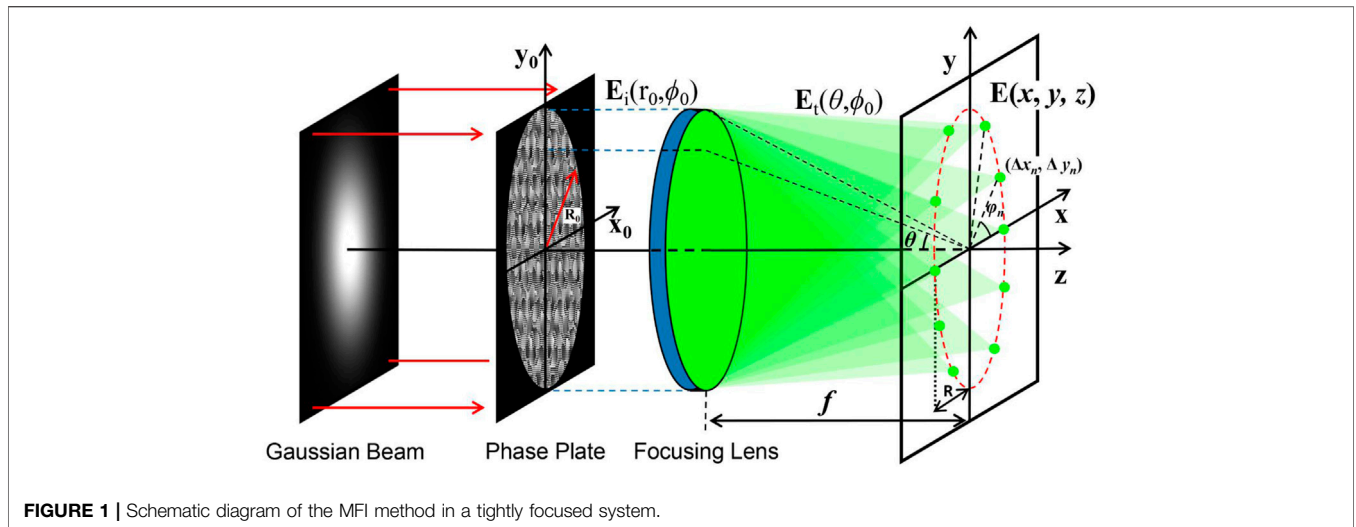 y₀
Eᵢ(r₀,ϕ₀)
Eₜ(θ,ϕ₀)
y
E(x, y, z)
(Δxₙ, Δyₙ)
R₀
x₀
φₙ
x
θ
z
R
f
Gaussian Beam Phase Plate Focusing Lens
FIGURE 1 | Schematic diagram of the MFI method in a tightly focused system.